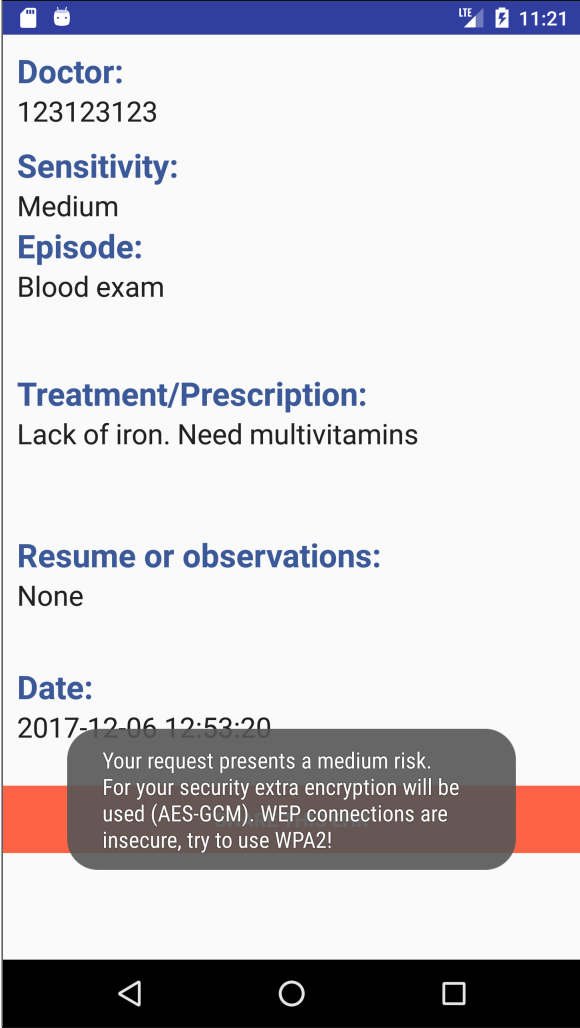 LTE 11:21
Doctor:
123123123
Sensitivity:
Medium
Episode:
Blood exam
Treatment/Prescription:
Lack of iron. Need multivitamins
Resume or observations:
None
Date:
2017-12-06 12:53:20
Your request presents a medium risk.
For your security extra encryption will be
used (AES-GCM). WEP connections are
insecure, try to use WPA2!